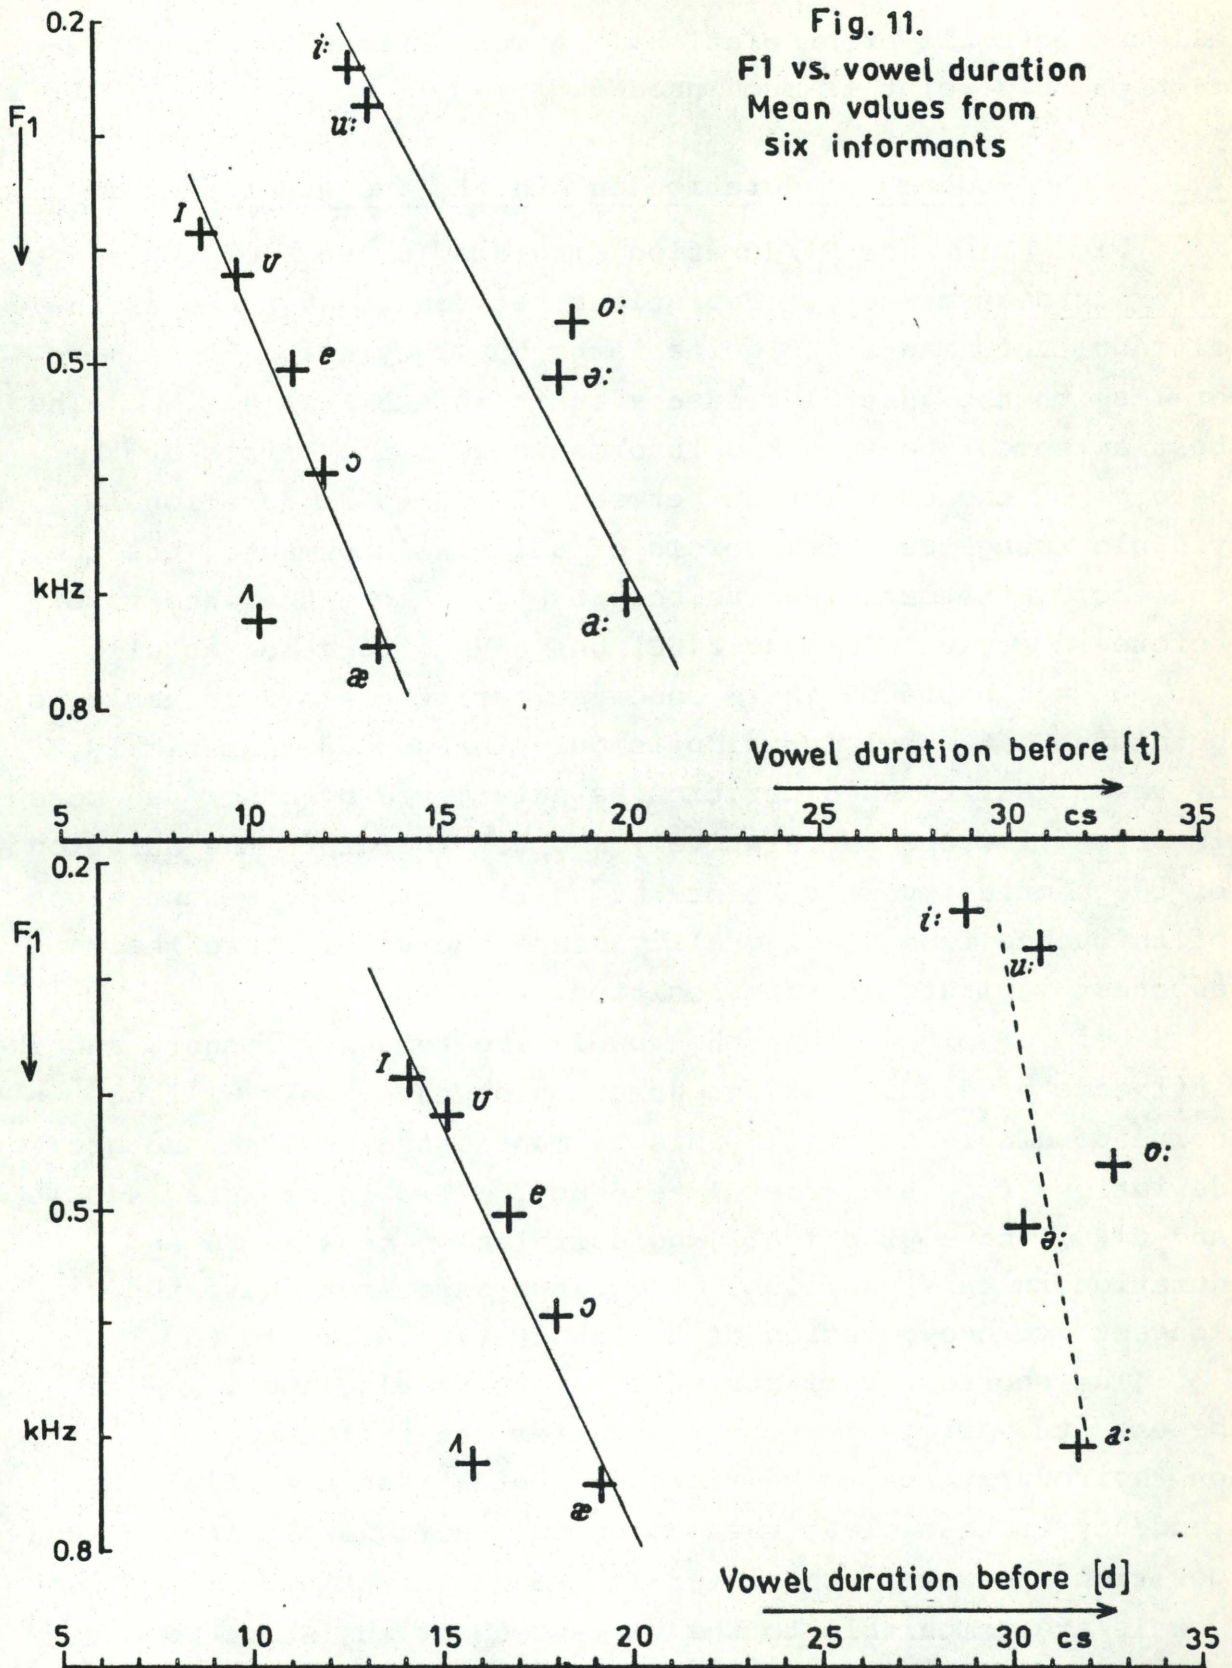 Fig. 11.
F1 vs. vowel duration
Mean values from
six informants
0.2
F₁
0.5
kHz
0.8
i:
u:
I
U
e
ɔ
ʌ
æ
o:
ə:
a:
Vowel duration before [t]
5 10 15 20 25 30 cs 35
0.2
F₁
0.5
kHz
0.8
i:
u:
I
U
e
ɔ
ʌ
æ
o:
ə:
a:
Vowel duration before [d]
5 10 15 20 25 30 cs 35